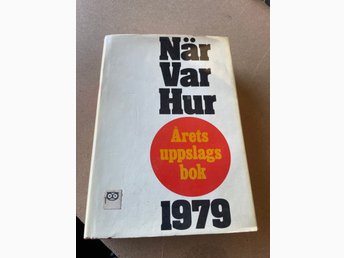 När
Var
Hur
Årets
uppslags
bok
1979